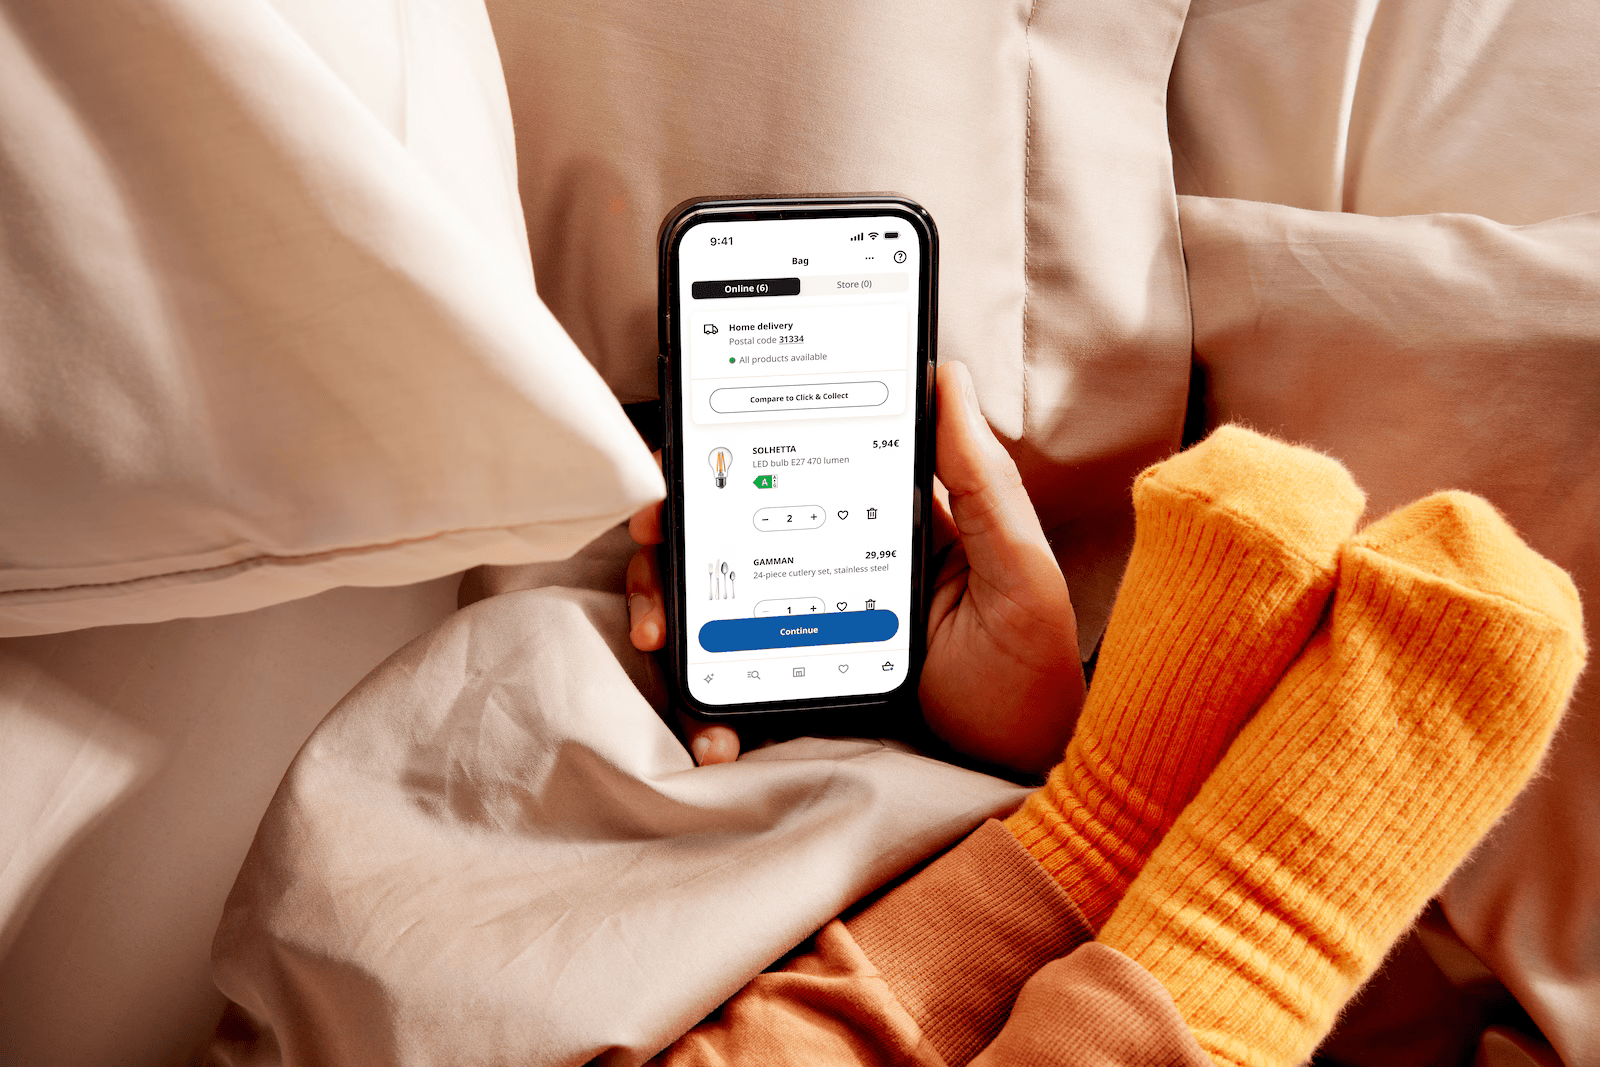 9:41
Bag
Online (6)
Store (0)
Home delivery
Postal code 31334
All products available
Compare to Click & Collect
SOLHETTA
5,94€
LED bulb E27 470 lumen
A
2
GAMMAN
29,99€
24-piece cutlery set, stainless steel
1
Continue